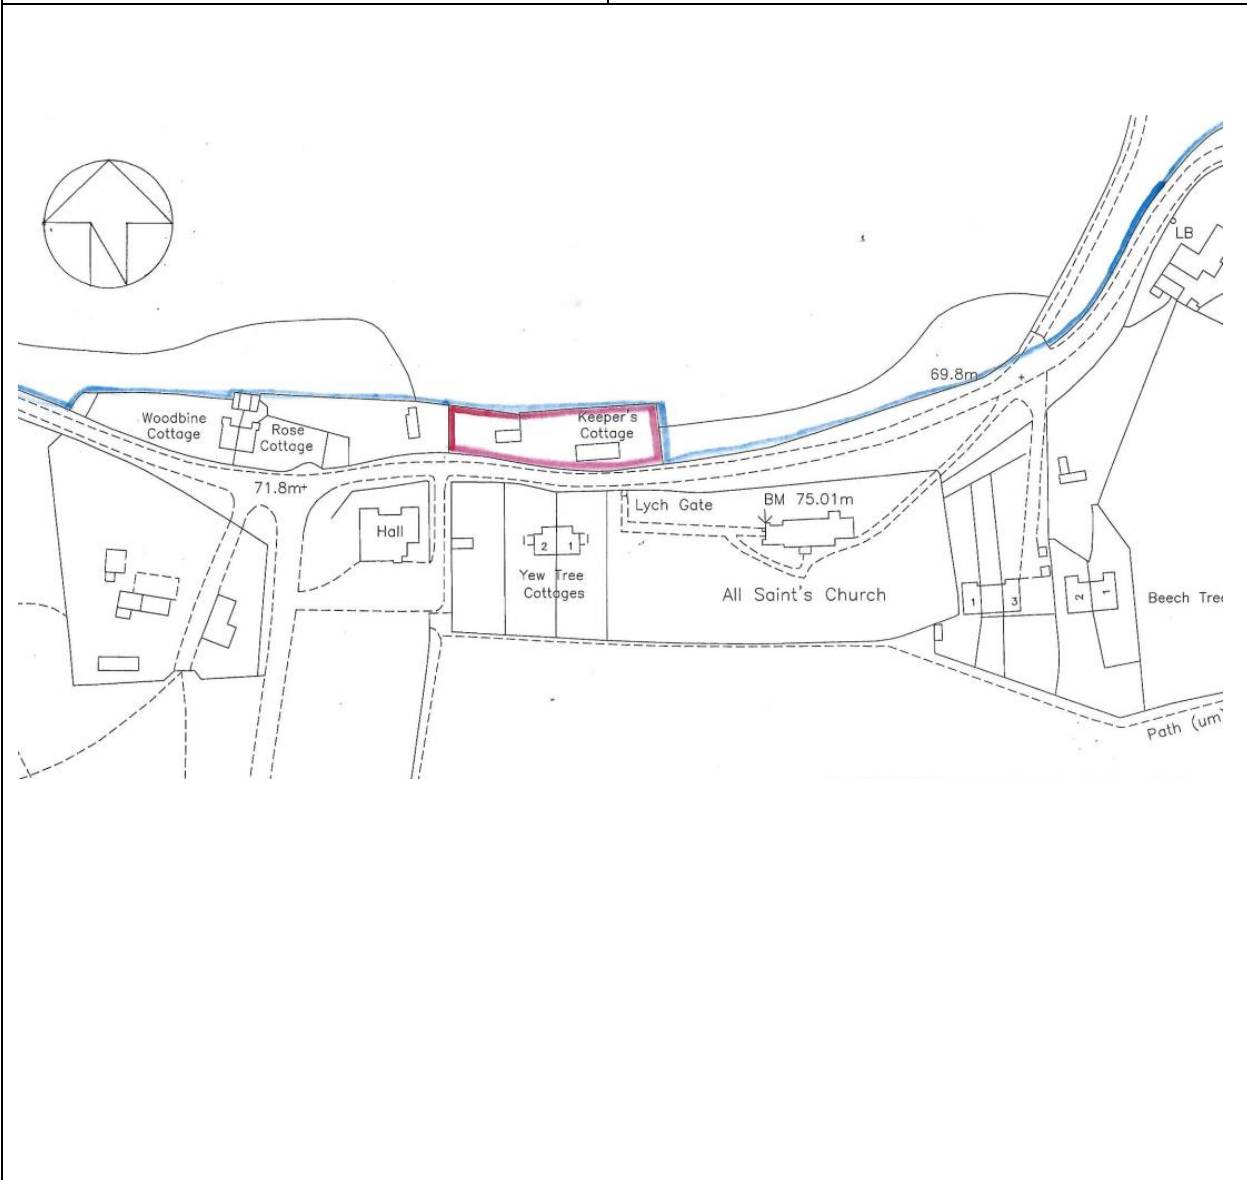 N
LB
69.8m
Woodbine
Cottage
Rose
Cottage
Keeper's
Cottage
71.8m
Hall
Lych Gate
BM 75.01m
2 1
Yew Tree
Cottages
All Saint's Church
1 3
2 1
Beech Tree
Path (um)